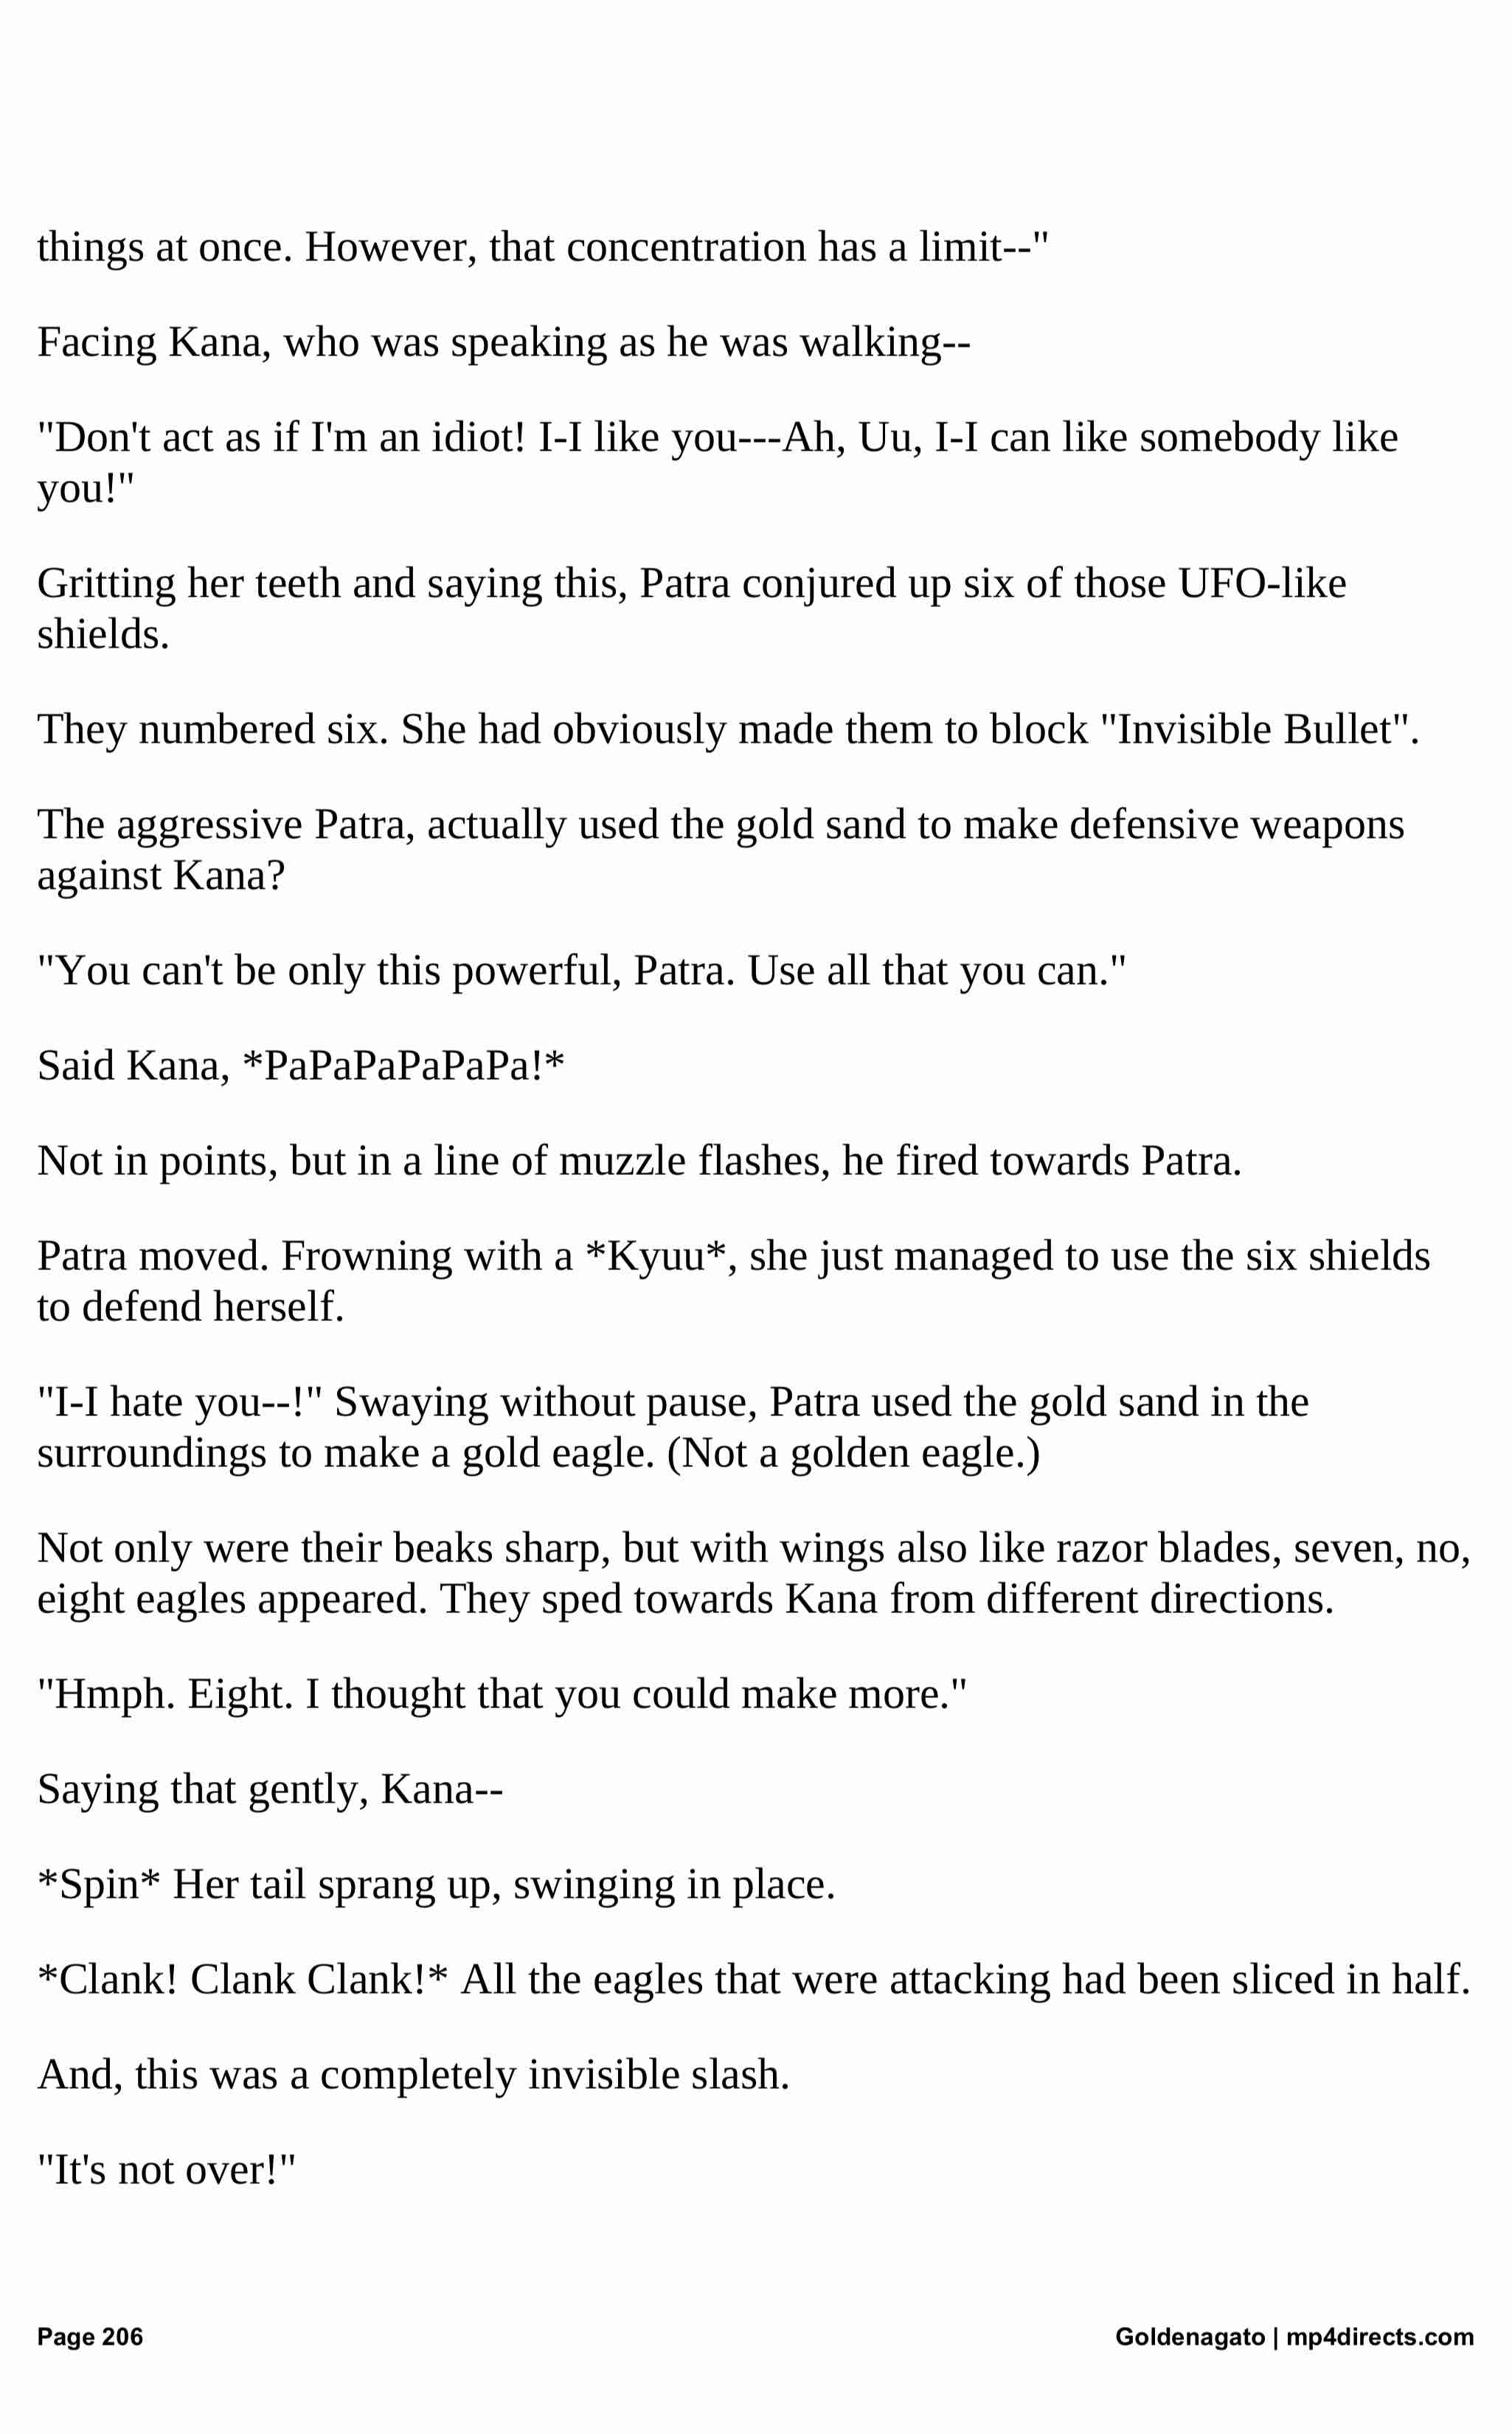 things at once. However, that concentration has a limit--"
Facing Kana, who was speaking as he was walking--
"Don't act as if I'm an idiot! I-I like you---Ah, Uu, I-I can like somebody like
you!"
Gritting her teeth and saying this, Patra conjured up six of those UFO-like
shields.
They numbered six. She had obviously made them to block "Invisible Bullet".
The aggressive Patra, actually used the gold sand to make defensive weapons
against Kana?
"You can't be only this powerful, Patra. Use all that you can."
Said Kana, *PaPaPaPaPaPa!*
Not in points, but in a line of muzzle flashes, he fired towards Patra.
Patra moved. Frowning with a *Kyuu*, she just managed to use the six shields
to defend herself.
"I-I hate you--!" Swaying without pause, Patra used the gold sand in the
surroundings to make a gold eagle. (Not a golden eagle.)
Not only were their beaks sharp, but with wings also like razor blades, seven, no,
eight eagles appeared. They sped towards Kana from different directions.
"Hmph. Eight. I thought that you could make more."
Saying that gently, Kana--
*Spin* Her tail sprang up, swinging in place.
*Clank! Clank Clank!* All the eagles that were attacking had been sliced in half.
And, this was a completely invisible slash.
"It's not over!"
Page 206
Goldenagato | mp4directs.com